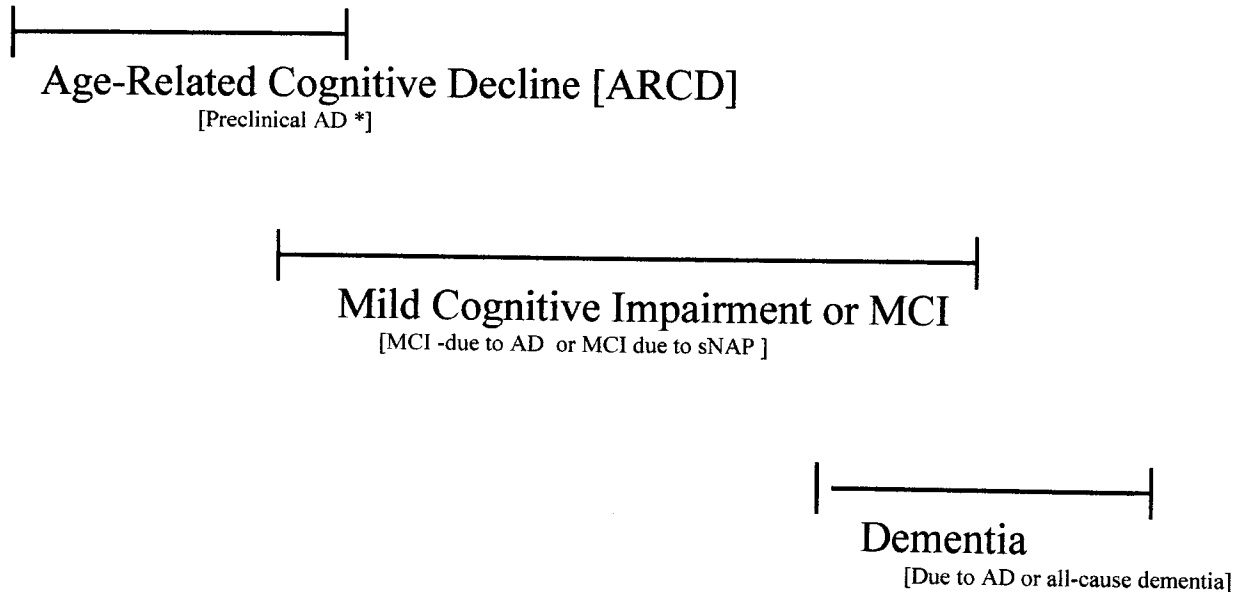 Age-Related Cognitive Decline [ARCD]
[Preclinical AD *]
Mild Cognitive Impairment or MCI
[MCI -due to AD or MCI due to sNAP ]
Dementia
[Due to AD or all-cause dementia]